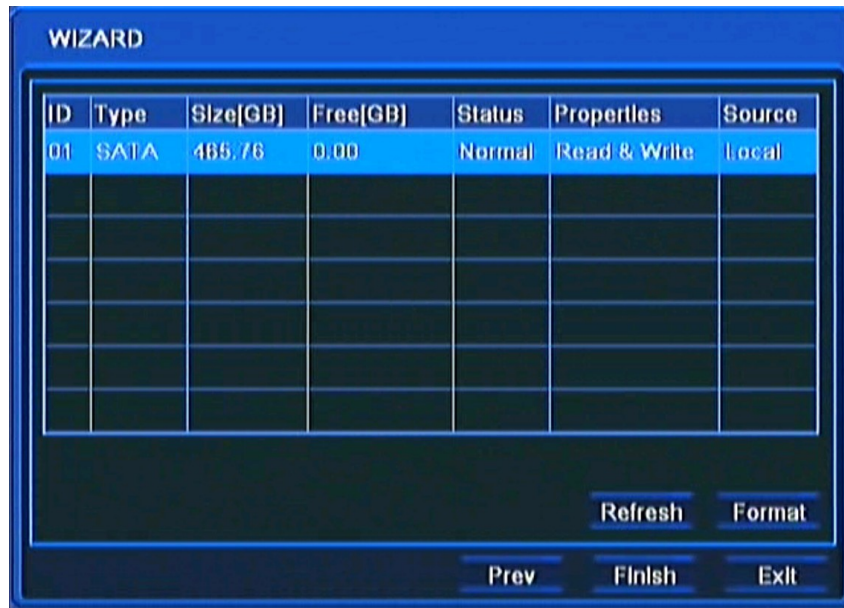 WIZARD
ID Type Size[GB] Free[GB] Status Properties Source
01 SATA 465.76 0.00 Normal Read & Write Local
Refresh Format
Prev Finish Exit